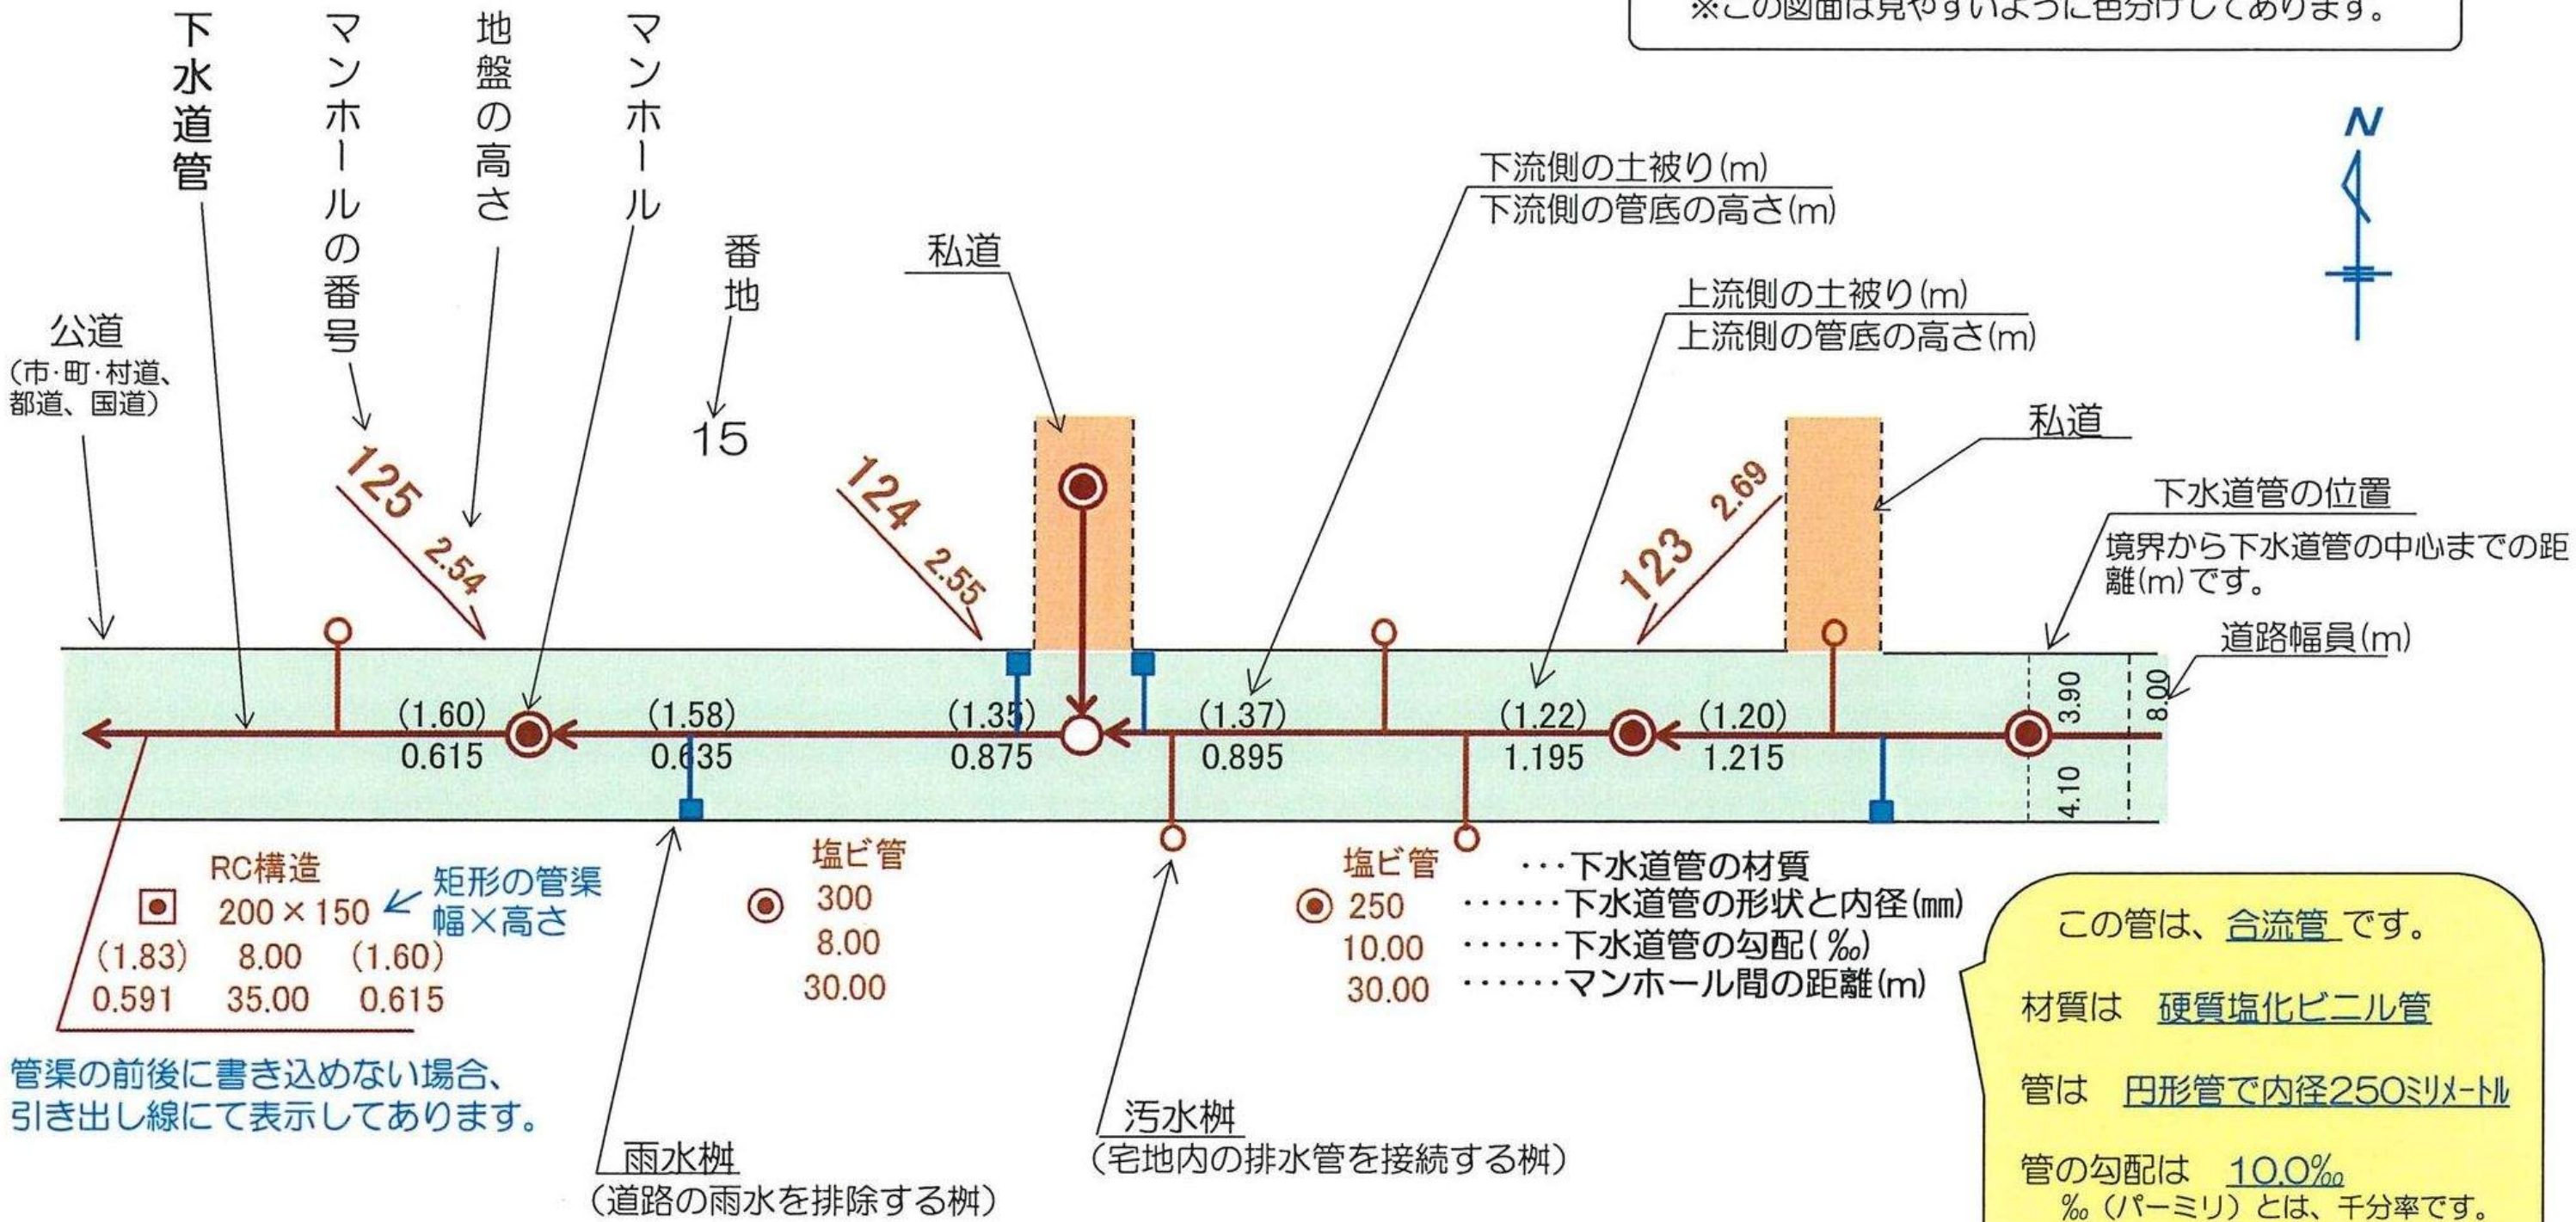 ※この図面は見やすいように色分けしてあります。
下水道管
マンホールの番号
地盤の高さ
マンホール
番地
15
私道
下流側の土被り(m)
下流側の管底の高さ(m)
上流側の土被り(m)
上流側の管底の高さ(m)
N
公道
(市・町・村道、
都道、国道)
私道
下水道管の位置
境界から下水道管の中心までの距
離(m)です。
道路幅員(m)
125 2.54
124 2.55
123 2.69
(1.60)
0.615
(1.58)
0.635
(1.35)
0.875
(1.37)
0.895
(1.22)
1.195
(1.20)
1.215
3.90
4.10
8.00
RC構造
200×150
矩形の管渠
幅×高さ
(1.83) 8.00 (1.60)
0.591 35.00 0.615
塩ビ管
300
8.00
30.00
塩ビ管 ・・・下水道管の材質
250 ・・・・・・下水道管の形状と内径(㎜)
10.00 ・・・・・・下水道管の勾配(‰)
30.00 ・・・・・・マンホール間の距離(m)
管渠の前後に書き込めない場合、
引き出し線にて表示してあります。
雨水桝
(道路の雨水を排除する桝)
汚水桝
(宅地内の排水管を接続する桝)
この管は、合流管 です。
材質は 硬質塩化ビニル管
管は 円形管で内径250ミリメートル
管の勾配は 10.0‰
‰(パーミリ)とは、千分率です。